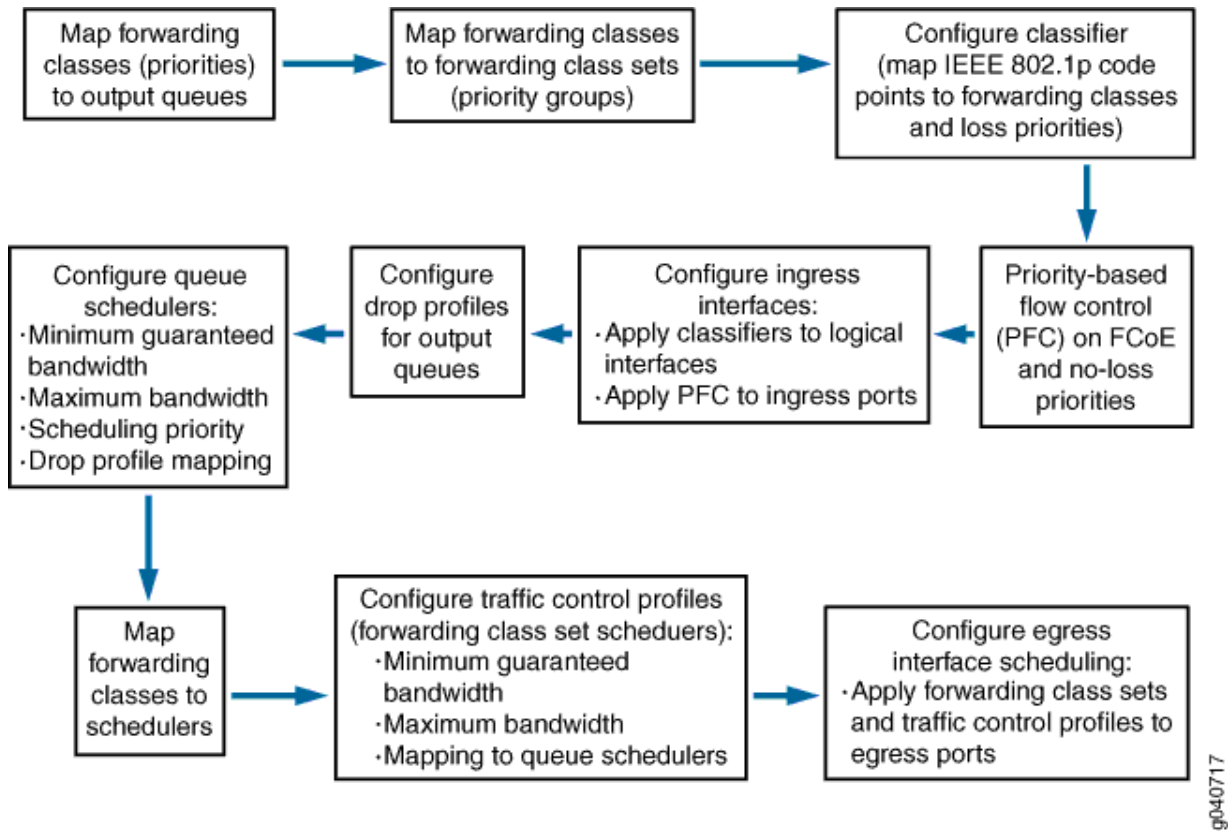 Map forwarding
classes (priorities)
to output queues
Map forwarding classes
to forwarding class sets
(priority groups)
Configure classifier
(map IEEE 802.1p code
points to forwarding classes
and loss priorities)
Priority-based
flow control
(PFC) on FCoE
and no-loss
priorities
Configure ingress
interfaces:
·Apply classifiers to logical
interfaces
·Apply PFC to ingress ports
Configure
drop profiles
for output
queues
Configure queue
schedulers:
·Minimum guaranteed
bandwidth
·Maximum bandwidth
·Scheduling priority
·Drop profile mapping
Map
forwarding
classes to
schedulers
Configure traffic control profiles
(forwarding class set scheduers):
·Minimum guaranteed
bandwidth
·Maximum bandwidth
·Mapping to queue schedulers
Configure egress
interface scheduling:
·Apply forwarding class sets
and traffic control profiles to
egress ports
g040717